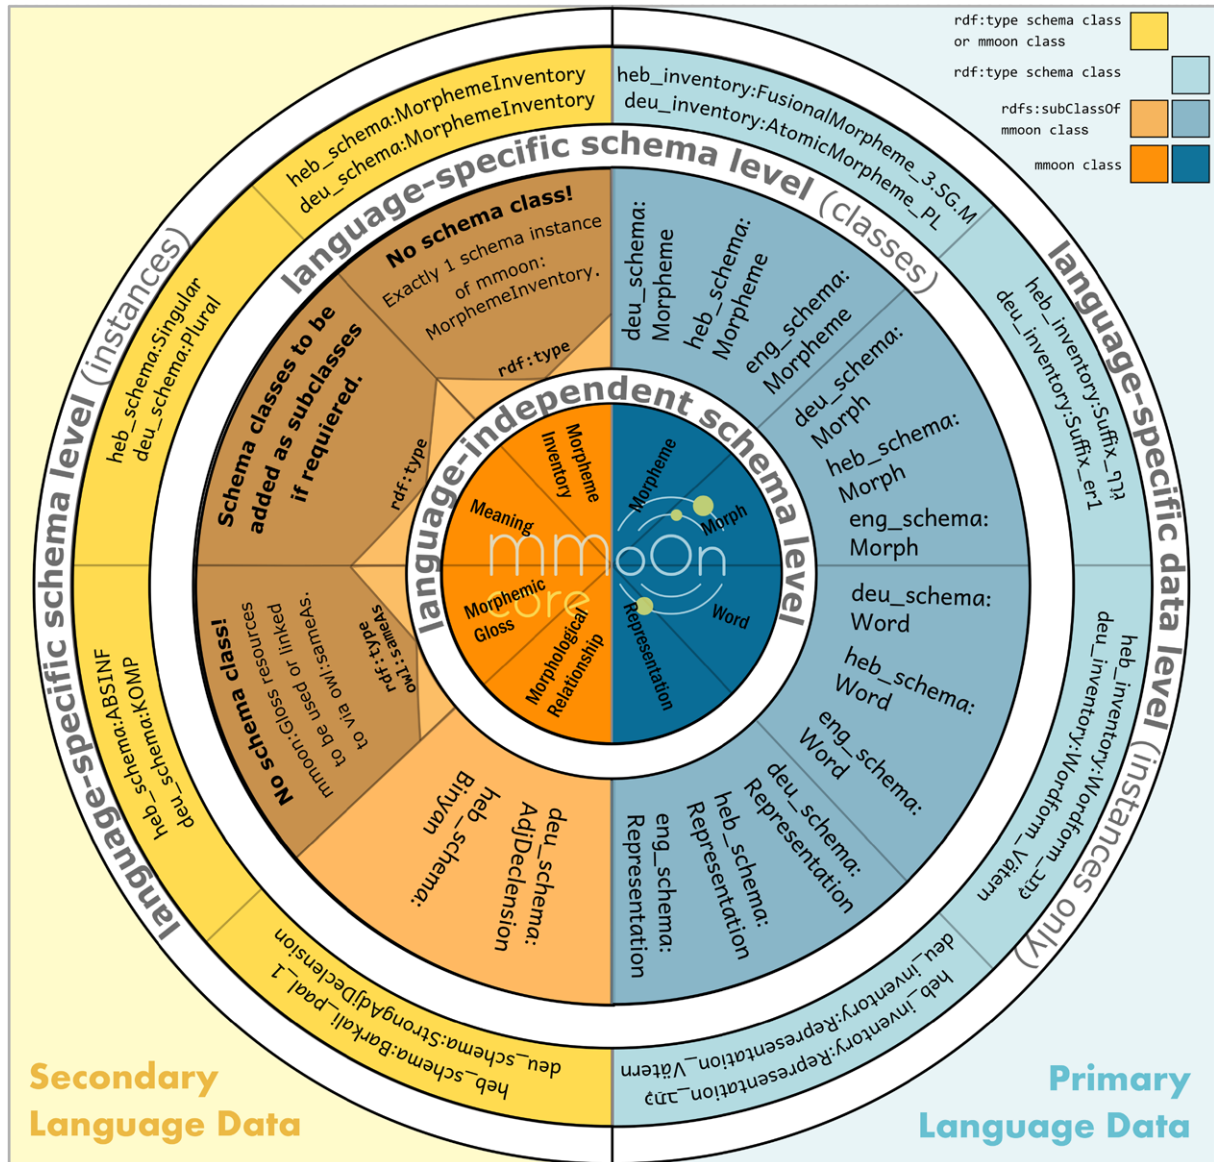 rdf:type schema class
or mmoon class
rdf:type schema class
rdfs:subClassOf
mmoon class
mmoon class
language-specific schema level (instances)
language-specific data level (instances only)
heb_schema:MorphemeInventory
deu_schema:MorphemeInventory
heb_schema:Singular
deu_schema:Plural
heb_schema:ABSINF
deu_schema:KOMP
heb_schema:Barkali_paal_1
deu_schema:StrongAdjDeclension
heb_inventory:FusionalMorpheme_3.SG.M
deu_inventory:AtomicMorpheme_PL
heb_inventory:Suffix_
deu_inventory:Suffix_er1
heb_inventory:Wordform_
deu_inventory:Wordform_Vätern
heb_inventory:Representation_
deu_inventory:Representation_Vätern
language-specific schema level (classes)
No schema class!
Exactly 1 schema instance
of mmoon:
MorphemeInventory.
rdf:type
Schema classes to be
added as subclasses
if requiered.
rdf:type
No schema class!
mmoon:Gloss resources
to be used or linked
to via owl:sameAs.
rdf:type
owl:sameAs
heb_schema:
Binyan
deu_schema:
AdjDeclension
deu_schema:
Morpheme
heb_schema:
Morpheme
eng_schema:
Morpheme
deu_schema:
Morph
heb_schema:
Morph
eng_schema:
Morph
deu_schema:
Word
heb_schema:
Word
eng_schema:
Word
deu_schema:
Representation
heb_schema:
Representation
eng_schema:
Representation
language-independent schema level
Morpheme
Inventory
Meaning
Morphemic
Gloss
Morphological
Relationship
Morpheme
Morph
Word
Representation
mmoOn
core
Secondary
Language Data
Primary
Language Data